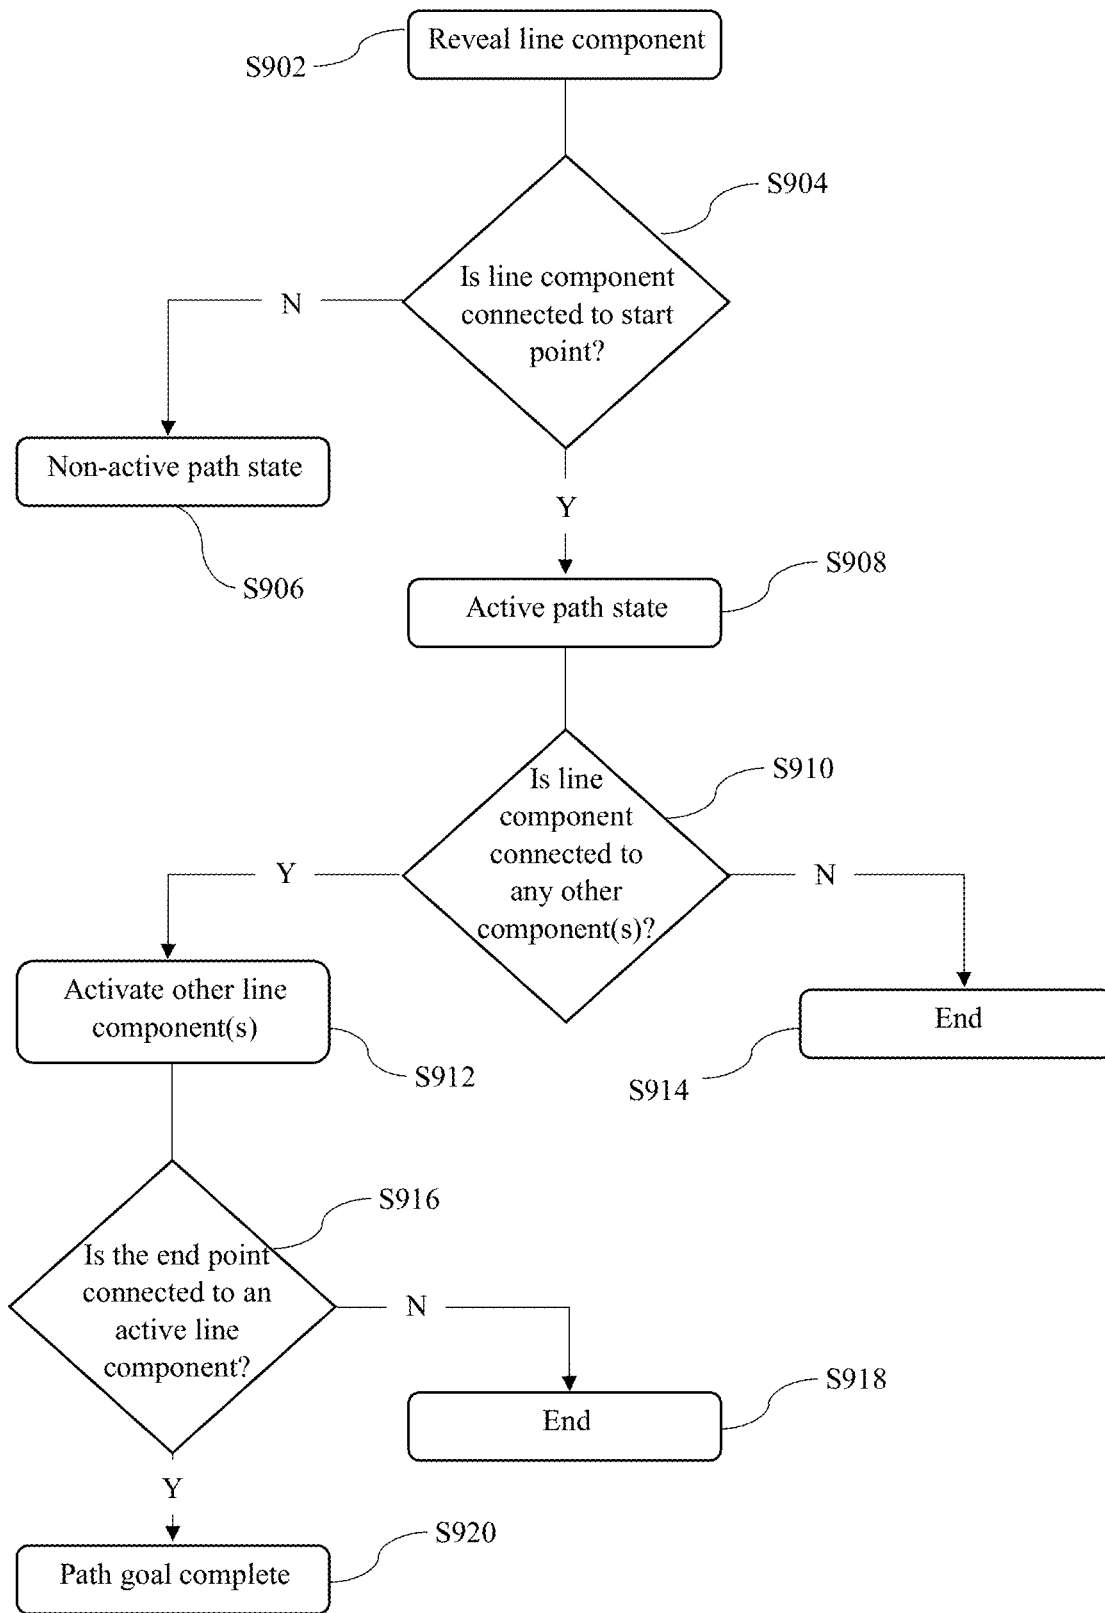 Reveal line component
S902
S904
Is line component
connected to start
point?
N
Non-active path state
Y
S906
S908
Active path state
S910
Is line
component
connected to
any other
component(s)?
Y
N
Activate other line
component(s)
End
S912
S914
S916
Is the end point
connected to an
active line
component?
N
S918
End
Y
S920
Path goal complete